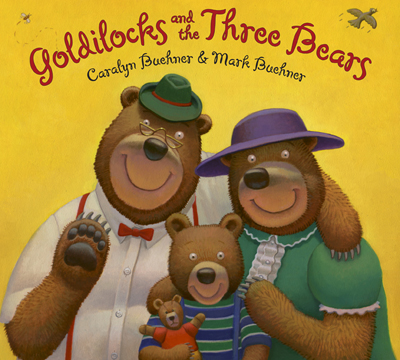 Goldilocks and the Three Bears
Caralyn Buehner & Mark Buehner